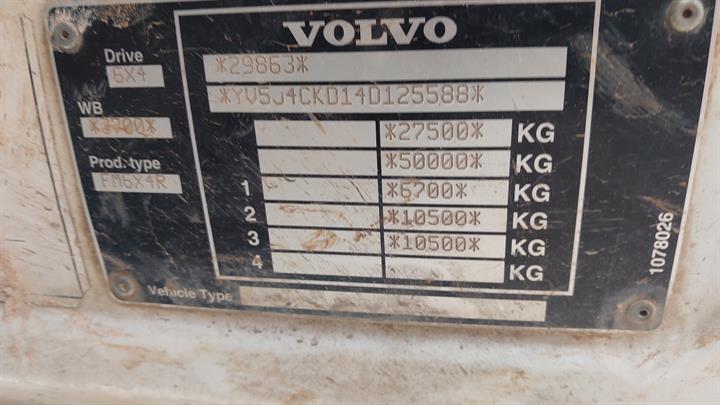 VOLVO
Drive
6X4
*29863*
*YV5J4CKD14D125588*
WB
*3200*
*27500* KG
*50000* KG
Prod. type
FM6X4R
1 *6700* KG
2 *10500* KG
3 *10500* KG
4 KG
Vehicle Type
1078026